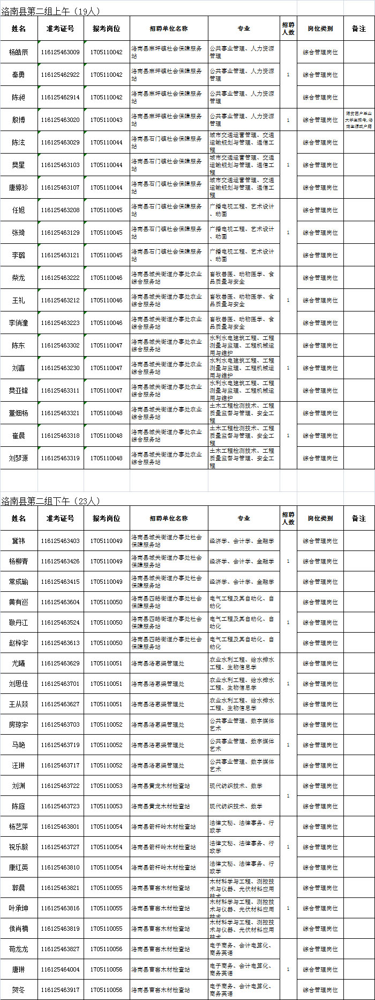 洛南县第二组上午（19人）
姓名 准考证号 报考岗位 招聘单位名称 专业 招聘人数 岗位类别 备注
杨皓辰 116125463009 1705110042 洛南县麻坪镇社会保障服务站 公共事业管理、人力资源管理 1 综合管理岗位
秦勇 116125462922 1705110042 洛南县麻坪镇社会保障服务站 公共事业管理、人力资源管理 综合管理岗位
陈昶 116125462914 1705110042 洛南县麻坪镇社会保障服务站 公共事业管理、人力资源管理 综合管理岗位
殷博 116125463020 1705110043 洛南县麻坪镇社会保障服务站 公共事业管理、人力资源管理 1 综合管理岗位 限贫困户毕业大学生报考,洛南生源或户籍
陈泫 116125463029 1705110044 洛南县石门镇社会保障服务站 城市交通运营管理、交通运输规划与管理、通信工程 1 综合管理岗位
樊星 116125463103 1705110044 洛南县石门镇社会保障服务站 城市交通运营管理、交通运输规划与管理、通信工程 综合管理岗位
唐婷珍 116125463107 1705110044 洛南县石门镇社会保障服务站 城市交通运营管理、交通运输规划与管理、通信工程 综合管理岗位
任旭 116125463208 1705110045 洛南县石门镇社会保障服务站 广播电视工程、艺术设计、动画 1 综合管理岗位
张琦 116125463129 1705110045 洛南县石门镇社会保障服务站 广播电视工程、艺术设计、动画 综合管理岗位
李璐 116125463121 1705110045 洛南县石门镇社会保障服务站 广播电视工程、艺术设计、动画 综合管理岗位
柴龙 116125463222 1705110046 洛南县城关街道办事处农业综合服务站 畜牧兽医、动物医学、食品质量与安全 1 综合管理岗位
王礼 116125463212 1705110046 洛南县城关街道办事处农业综合服务站 畜牧兽医、动物医学、食品质量与安全 综合管理岗位
李俏潼 116125463223 1705110046 洛南县城关街道办事处农业综合服务站 畜牧兽医、动物医学、食品质量与安全 综合管理岗位
陈东 116125463302 1705110047 洛南县城关街道办事处农业综合服务站 水利水电建筑工程、工程测量与监理、工程机械运用与维护 1 综合管理岗位
刘喜 116125463230 1705110047 洛南县城关街道办事处农业综合服务站 水利水电建筑工程、工程测量与监理、工程机械运用与维护 综合管理岗位
樊亚锋 116125463311 1705110047 洛南县城关街道办事处农业综合服务站 水利水电建筑工程、工程测量与监理、工程机械运用与维护 综合管理岗位
董畑杨 116125463321 1705110048 洛南县城关街道办事处农业综合服务站 土木工程检测技术、工程质量监督与管理、安全工程 1 综合管理岗位
崔晨 116125463318 1705110048 洛南县城关街道办事处农业综合服务站 土木工程检测技术、工程质量监督与管理、安全工程 综合管理岗位
刘梦源 116125463319 1705110048 洛南县城关街道办事处农业综合服务站 土木工程检测技术、工程质量监督与管理、安全工程 综合管理岗位
洛南县第二组下午（23人）
姓名 准考证号 报考岗位 招聘单位名称 专业 招聘人数 岗位类别 备注
冀祎 116125463403 1705110049 洛南县城关街道办事处社会保障服务站 经济学、会计学、金融学 1 综合管理岗位
杨柳青 116125463426 1705110049 洛南县城关街道办事处社会保障服务站 经济学、会计学、金融学 综合管理岗位
常成瑜 116125463415 1705110049 洛南县城关街道办事处社会保障服务站 经济学、会计学、金融学 综合管理岗位
黄有巡 116125463604 1705110050 洛南县四皓街道办事处社会保障服务站 电气工程及其自动化、自动化 1 综合管理岗位
敬丹江 116125463524 1705110050 洛南县四皓街道办事处社会保障服务站 电气工程及其自动化、自动化 综合管理岗位
赵梓宇 116125463613 1705110050 洛南县四皓街道办事处社会保障服务站 电气工程及其自动化、自动化 综合管理岗位
尤曦 116125463629 1705110051 洛南县洛惠渠管理处 农业水利工程、给水排水工程、生物信息学 1 综合管理岗位
刘思佳 116125463701 1705110051 洛南县洛惠渠管理处 农业水利工程、给水排水工程、生物信息学 综合管理岗位
王从燚 116125463627 1705110051 洛南县洛惠渠管理处 农业水利工程、给水排水工程、生物信息学 综合管理岗位
房琼宇 116125463703 1705110052 洛南县洛惠渠管理处 公共事业管理、数字媒体艺术 1 综合管理岗位
马艳 116125463719 1705110052 洛南县洛惠渠管理处 公共事业管理、数字媒体艺术 综合管理岗位
汪琳 116125463717 1705110052 洛南县洛惠渠管理处 公共事业管理、数字媒体艺术 综合管理岗位
刘渊 116125463722 1705110053 洛南县黄龙木材检查站 现代纺织技术、数学 1 综合管理岗位
陈庭 116125463723 1705110053 洛南县黄龙木材检查站 现代纺织技术、数学 综合管理岗位
杨艺萍 116125463801 1705110054 洛南县箭杆岭木材检查站 法律文秘、法律事务、行政学 1 综合管理岗位
祝乐毅 116125463727 1705110054 洛南县箭杆岭木材检查站 法律文秘、法律事务、行政学 综合管理岗位
康红英 116125463810 1705110054 洛南县箭杆岭木材检查站 法律文秘、法律事务、行政学 综合管理岗位
郭晨 116125463821 1705110055 洛南县曹窑木材检查站 木材科学与工程、测控技术与仪器、光伏材料应用技术 1 综合管理岗位
叶承坤 116125463816 1705110055 洛南县曹窑木材检查站 木材科学与工程、测控技术与仪器、光伏材料应用技术 综合管理岗位
侯肖楠 116125463819 1705110055 洛南县曹窑木材检查站 木材科学与工程、测控技术与仪器、光伏材料应用技术 综合管理岗位
荀龙龙 116125463827 1705110056 洛南县曹窑木材检查站 电子商务、会计电算化、商务英语 1 综合管理岗位
唐琳 116125464004 1705110056 洛南县曹窑木材检查站 电子商务、会计电算化、商务英语 综合管理岗位
贺冬 116125463917 1705110056 洛南县曹窑木材检查站 电子商务、会计电算化、商务英语 综合管理岗位